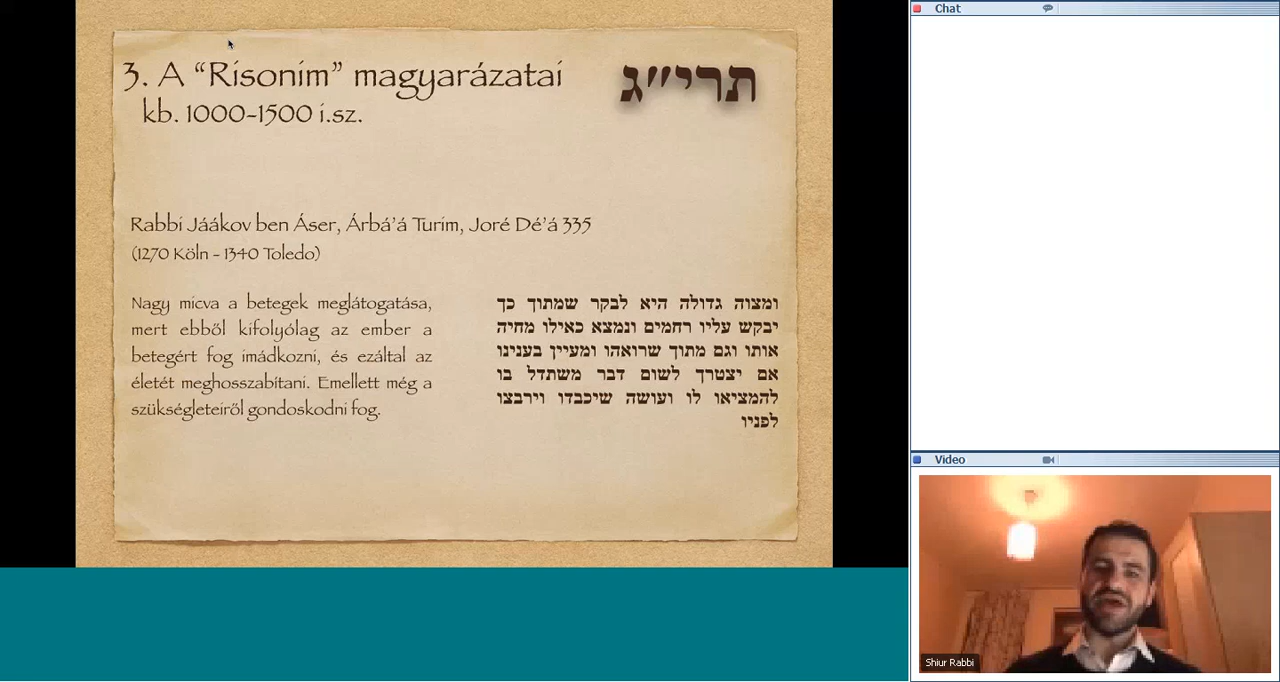 3. A “Risonim” magyarázatai
kb. 1000-1500 i.sz.
תרי״ג
Rabbi Jáákov ben Áser, Árbá’á Turim, Joré Dé’á 335
(1270 Köln - 1340 Toledo)
Nagy micva a betegek meglátogatása,
mert ebből kifolyólag az ember a
betegért fog imádkozni, és ezáltal az
életét meghosszabítani. Emellett még a
szükségleteiről gondoskodni fog.
ומצוה גדולה היא לבקר שמתוך כך
יבקש עליו רחמים ונמצא כאילו מחיה
אותו וגם מתוך שרואהו ומעיין בענינו
אם יצטרך לשום דבר משתדל בו
להמציאו לו ועושה שיכבדו וירבצו
לפניו
Chat
Video
Shiur Rabbi